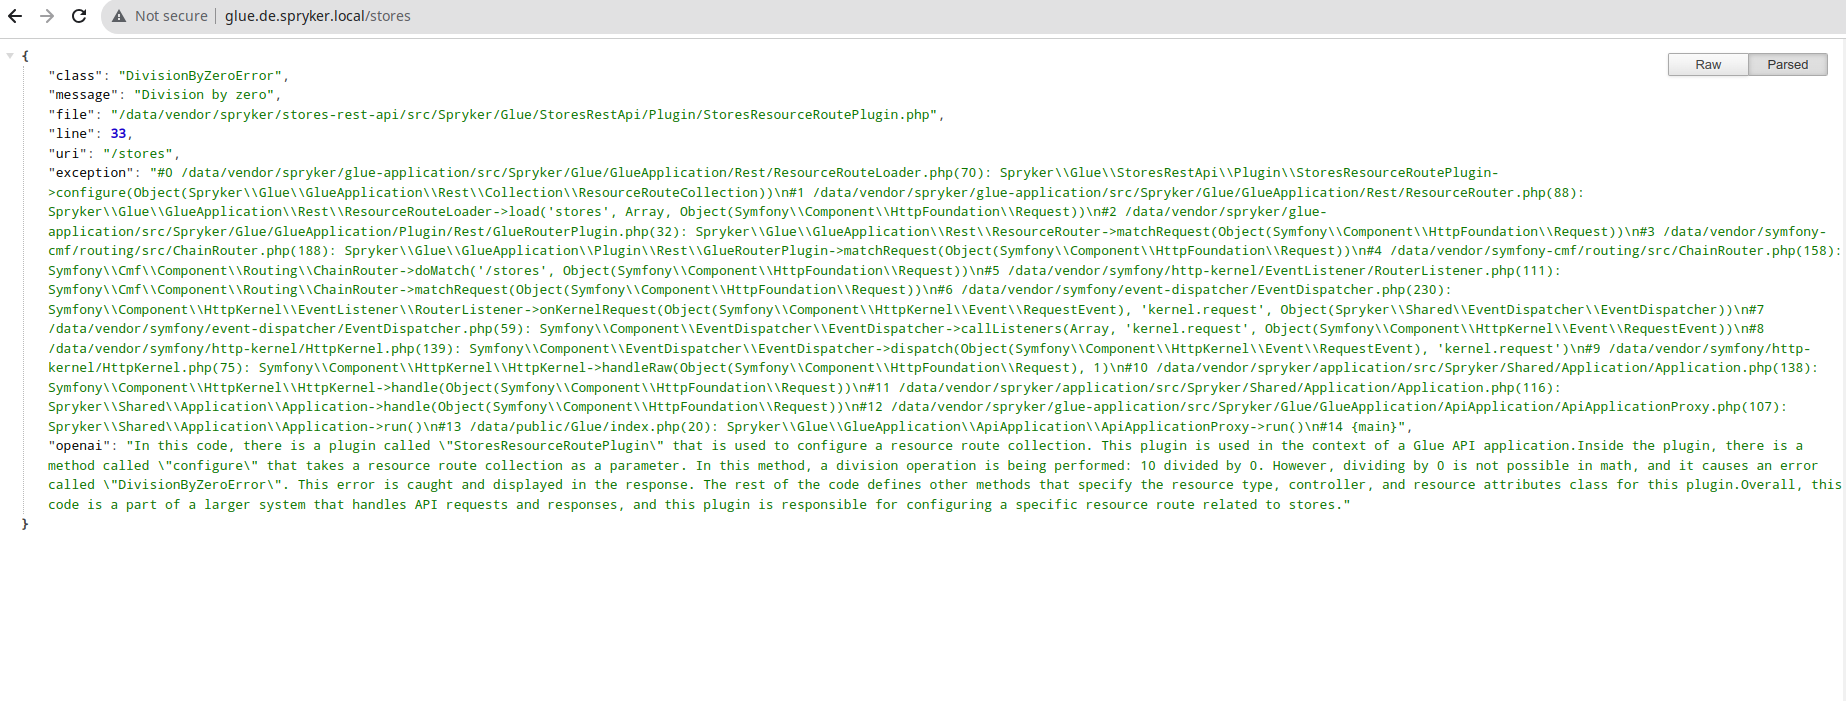 Not secure glue.de.spryker.local/stores
{
Raw Parsed
"class": "DivisionByZeroError",
"message": "Division by zero",
"file": "/data/vendor/spryker/stores-rest-api/src/Spryker/Glue/StoresRestApi/Plugin/StoresResourceRoutePlugin.php",
"line": 33,
"uri": "/stores",
"exception": "#0 /data/vendor/spryker/glue-application/src/Spryker/Glue/GlueApplication/Rest/ResourceRouteLoader.php(70): Spryker\\Glue\\StoresRestApi\\Plugin\\StoresResourceRoutePlugin-
>configure(Object(Spryker\\Glue\\GlueApplication\\Rest\\Collection\\ResourceRouteCollection))\n#1 /data/vendor/spryker/glue-application/src/Spryker/Glue/GlueApplication/Rest/ResourceRouter.php(88):
Spryker\\Glue\\GlueApplication\\Rest\\ResourceRouteLoader->load('stores', Array, Object(Symfony\\Component\\HttpFoundation\\Request))\n#2 /data/vendor/spryker/glue-
application/src/Spryker/Glue/GlueApplication/Plugin/Rest/GlueRouterPlugin.php(32): Spryker\\Glue\\GlueApplication\\Rest\\ResourceRouter->matchRequest(Object(Symfony\\Component\\HttpFoundation\\Request))\n#3 /data/vendor/symfony-
cmf/routing/src/ChainRouter.php(188): Spryker\\Glue\\GlueApplication\\Plugin\\Rest\\GlueRouterPlugin->matchRequest(Object(Symfony\\Component\\HttpFoundation\\Request))\n#4 /data/vendor/symfony-cmf/routing/src/ChainRouter.php(158):
Symfony\\Cmf\\Component\\Routing\\ChainRouter->doMatch('/stores', Object(Symfony\\Component\\HttpFoundation\\Request))\n#5 /data/vendor/symfony/http-kernel/EventListener/RouterListener.php(111):
Symfony\\Cmf\\Component\\Routing\\ChainRouter->matchRequest(Object(Symfony\\Component\\HttpFoundation\\Request))\n#6 /data/vendor/symfony/event-dispatcher/EventDispatcher.php(230):
Symfony\\Component\\HttpKernel\\EventListener\\RouterListener->onKernelRequest(Object(Symfony\\Component\\HttpKernel\\Event\\RequestEvent), 'kernel.request', Object(Spryker\\Shared\\EventDispatcher\\EventDispatcher))\n#7
/data/vendor/symfony/event-dispatcher/EventDispatcher.php(59): Symfony\\Component\\EventDispatcher\\EventDispatcher->callListeners(Array, 'kernel.request', Object(Symfony\\Component\\HttpKernel\\Event\\RequestEvent))\n#8
/data/vendor/symfony/http-kernel/HttpKernel.php(139): Symfony\\Component\\EventDispatcher\\EventDispatcher->dispatch(Object(Symfony\\Component\\HttpKernel\\Event\\RequestEvent), 'kernel.request')\n#9 /data/vendor/symfony/http-
kernel/HttpKernel.php(75): Symfony\\Component\\HttpKernel\\HttpKernel->handleRaw(Object(Symfony\\Component\\HttpFoundation\\Request), 1)\n#10 /data/vendor/spryker/application/src/Spryker/Shared/Application/Application.php(138):
Symfony\\Component\\HttpKernel\\HttpKernel->handle(Object(Symfony\\Component\\HttpFoundation\\Request))\n#11 /data/vendor/spryker/application/src/Spryker/Shared/Application/Application.php(116):
Spryker\\Shared\\Application\\Application->handle(Object(Symfony\\Component\\HttpFoundation\\Request))\n#12 /data/vendor/spryker/glue-application/src/Spryker/Glue/GlueApplication/ApiApplication/ApiApplicationProxy.php(107):
Spryker\\Shared\\Application\\Application->run()\n#13 /data/public/Glue/index.php(20): Spryker\\Glue\\GlueApplication\\ApiApplication\\ApiApplicationProxy->run()\n#14 {main}",
"openai": "In this code, there is a plugin called \"StoresResourceRoutePlugin\" that is used to configure a resource route collection. This plugin is used in the context of a Glue API application.Inside the plugin, there is a
method called \"configure\" that takes a resource route collection as a parameter. In this method, a division operation is being performed: 10 divided by 0. However, dividing by 0 is not possible in math, and it causes an error
called \"DivisionByZeroError\". This error is caught and displayed in the response. The rest of the code defines other methods that specify the resource type, controller, and resource attributes class for this plugin.Overall, this
code is a part of a larger system that handles API requests and responses, and this plugin is responsible for configuring a specific resource route related to stores."
}